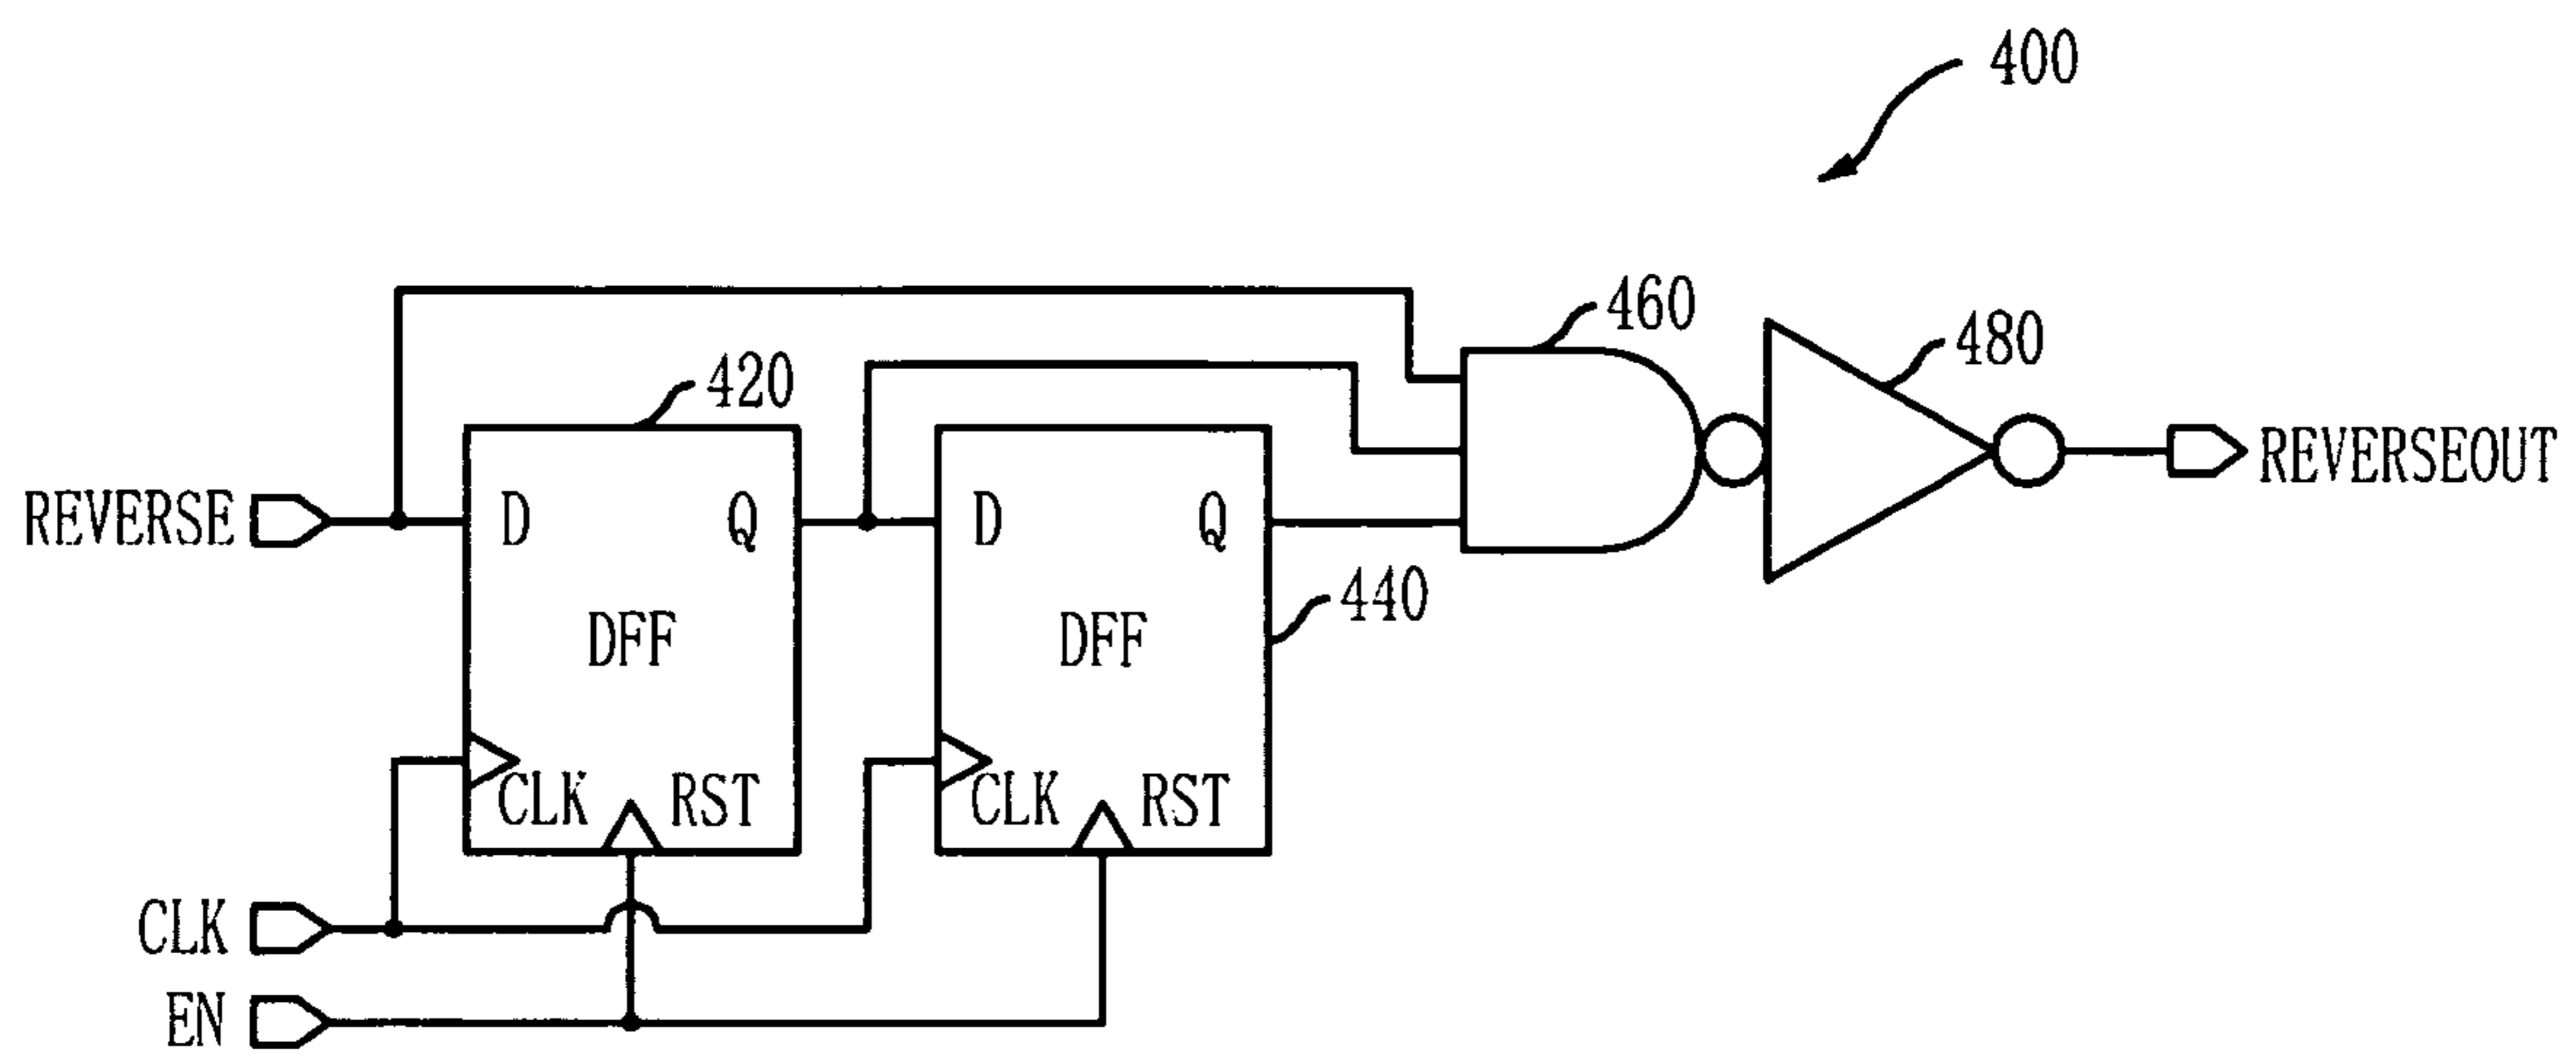 400
460
480
420
REVERSEOUT
REVERSE
D
Q
D
Q
440
DFF
DFF
CLK
RST
CLK
RST
CLK
EN